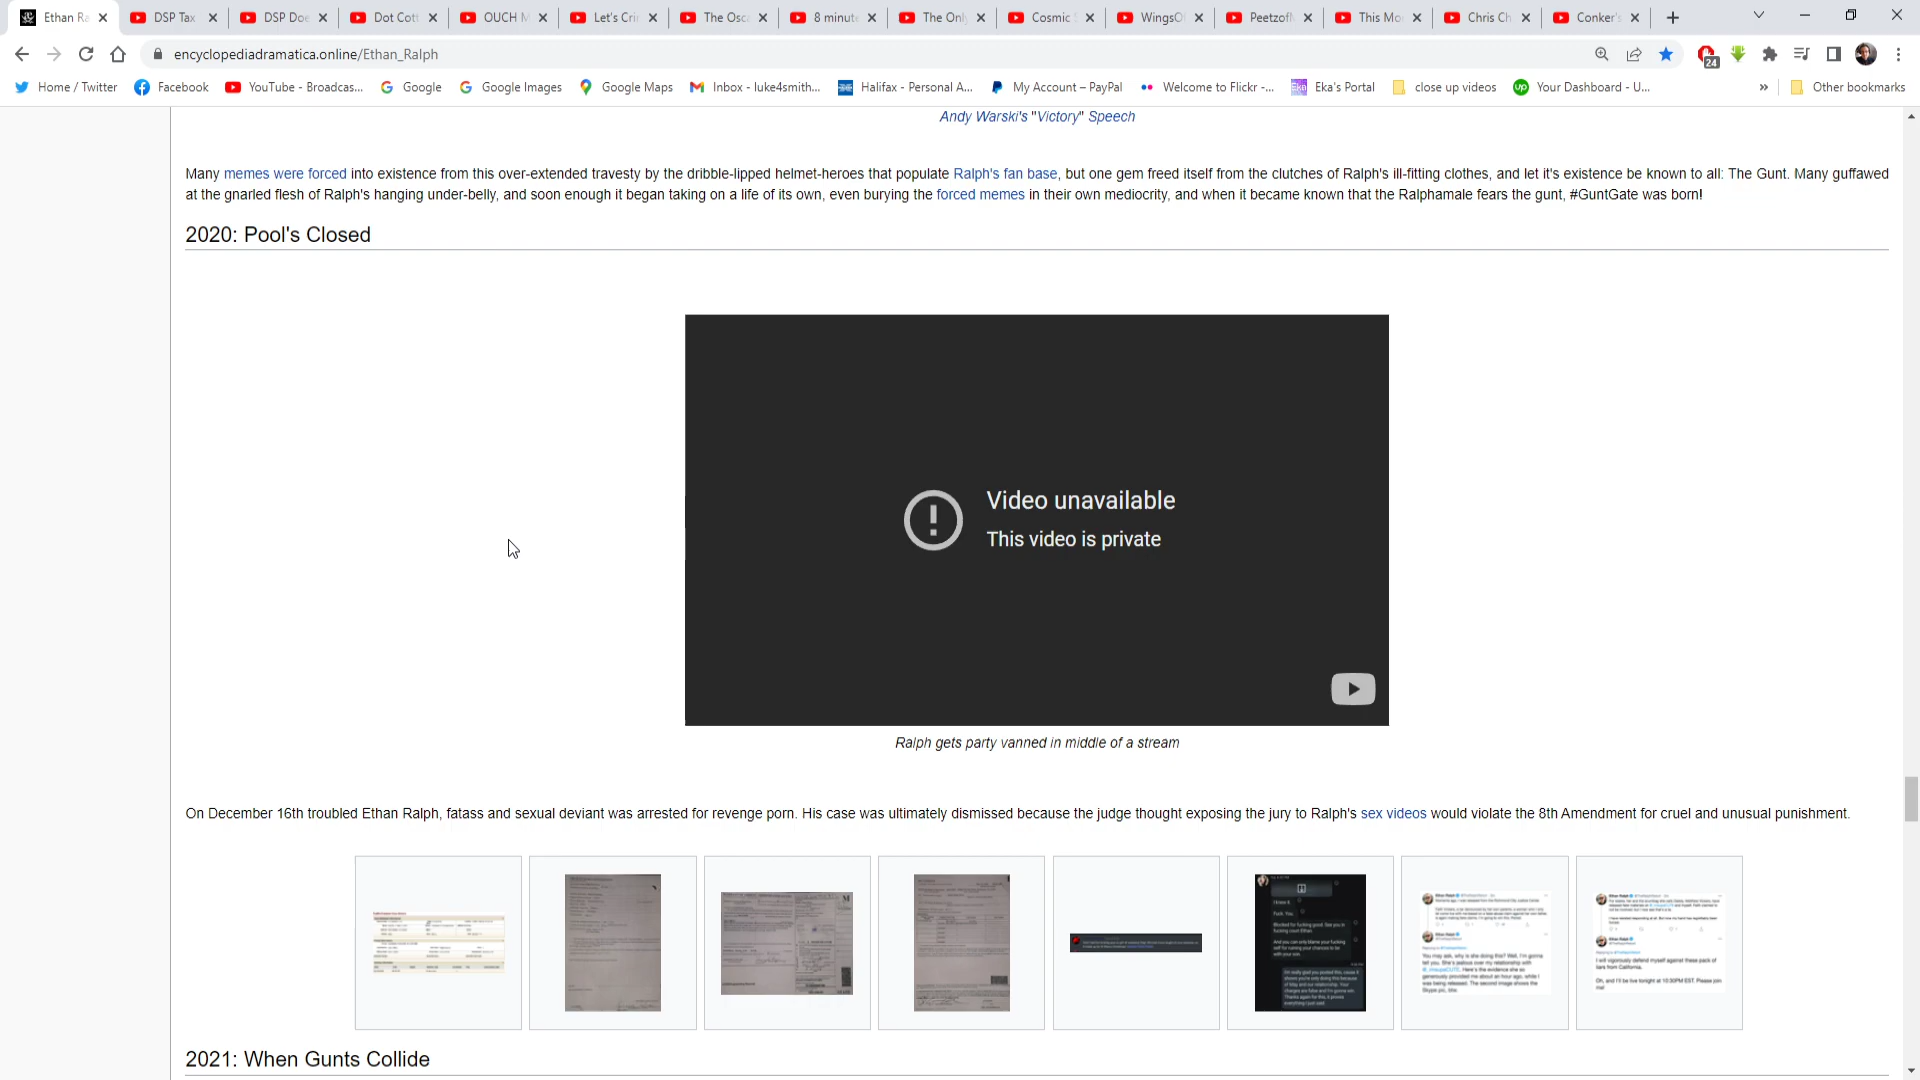 Ethan Ra
DSP Tax
DSP Doe
Dot Cott
OUCH M
Let's Cri
The Osca
8 minute
The Onl
Cosmic S
WingsO
PeetzofN
This Mo
Chris Ch
Conker's
encyclopediadramatica.online/Ethan_Ralph
24
Home / Twitter
Facebook
YouTube - Broadcas...
Google
Google Images
Google Maps
Inbox - luke4smith...
Halifax - Personal A...
My Account – PayPal
Welcome to Flickr -...
Eka's Portal
close up videos
Your Dashboard - U...
»
Other bookmarks
Andy Warski's "Victory" Speech
Many memes were forced into existence from this over-extended travesty by the dribble-lipped helmet-heroes that populate Ralph's fan base, but one gem freed itself from the clutches of Ralph's ill-fitting clothes, and let it's existence be known to all: The Gunt. Many guffawed
at the gnarled flesh of Ralph's hanging under-belly, and soon enough it began taking on a life of its own, even burying the forced memes in their own mediocrity, and when it became known that the Ralphamale fears the gunt, #GuntGate was born!
2020: Pool's Closed
Video unavailable
This video is private
Ralph gets party vanned in middle of a stream
On December 16th troubled Ethan Ralph, fatass and sexual deviant was arrested for revenge porn. His case was ultimately dismissed because the judge thought exposing the jury to Ralph's sex videos would violate the 8th Amendment for cruel and unusual punishment.
2021: When Gunts Collide